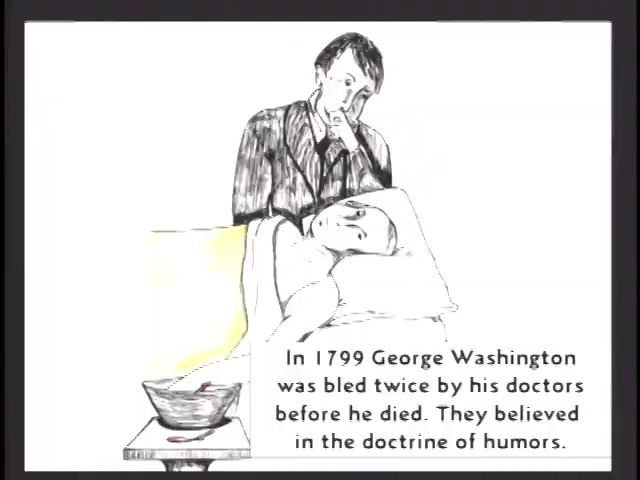 In 1799 George Washington
was bled twice by his doctors
before he died. They believed
in the doctrine of humors.